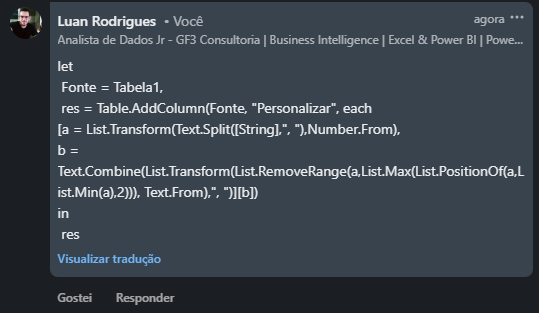 Luan Rodrigues • Você
agora •••
Analista de Dados Jr - GF3 Consultoria | Business Intelligence | Excel & Power BI | Powe...
let
Fonte = Tabela1,
res = Table.AddColumn(Fonte, "Personalizar", each
[a = List.Transform(Text.Split([String],", "),Number.From),
b =
Text.Combine(List.Transform(List.RemoveRange(a,List.Max(List.PositionOf(a,L
ist.Min(a),2))), Text.From),", ")][b])
in
res
Visualizar tradução
Gostei
Responder